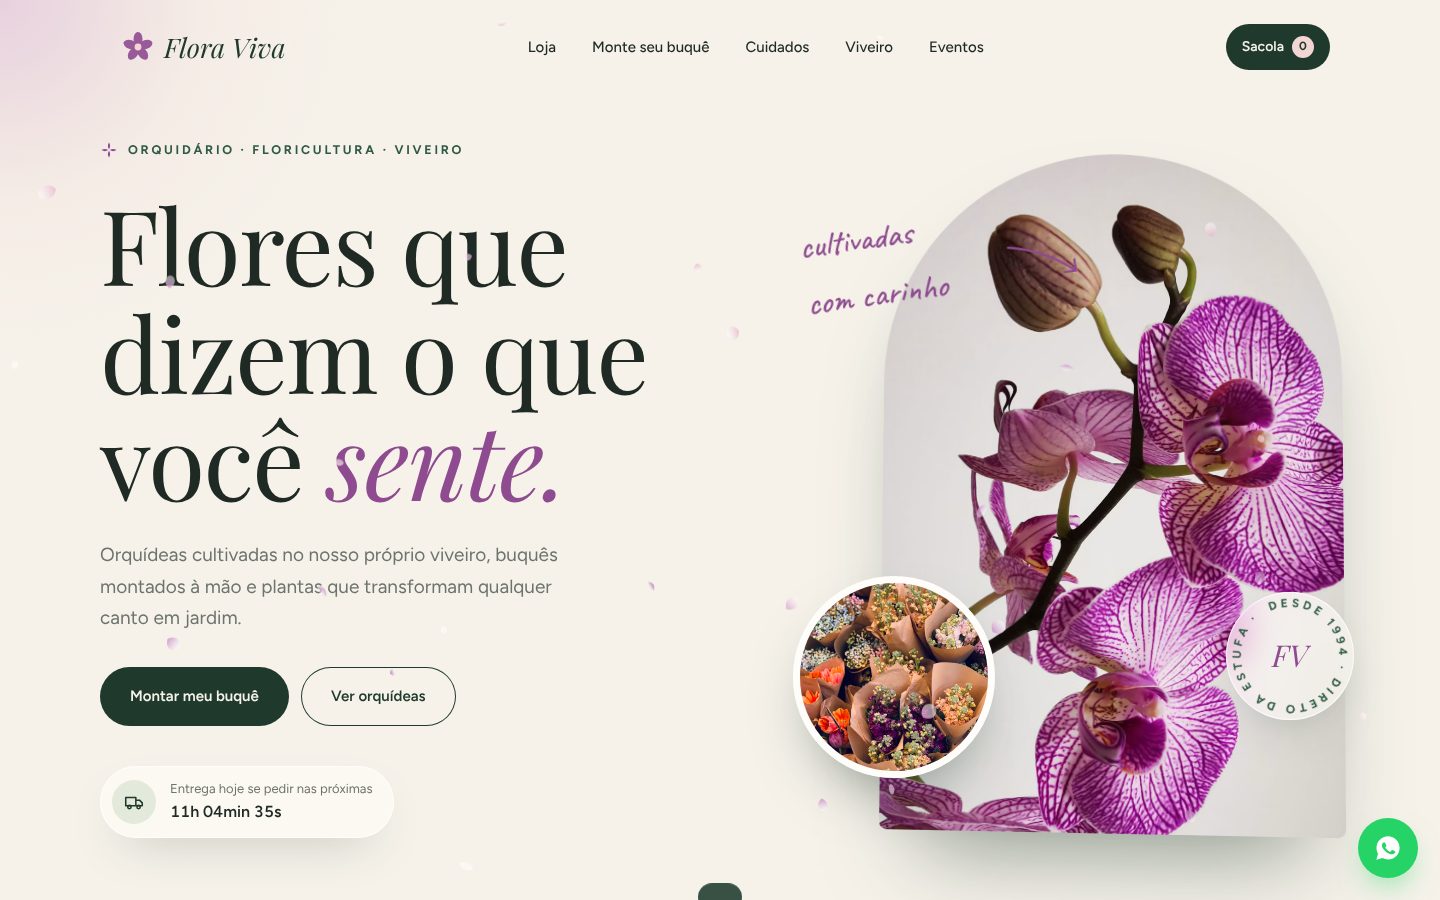 Flora Viva
Loja
Monte seu buquê
Cuidados
Viveiro
Eventos
Sacola 0
ORQUIDÁRIO · FLORICULTURA · VIVEIRO
Flores que
dizem o que
você sente.
cultivadas
com carinho
Orquídeas cultivadas no nosso próprio viveiro, buquês
montados à mão e plantas que transformam qualquer
canto em jardim.
Montar meu buquê
Ver orquídeas
DESDE 1994 · DIRETO DA ESTUFA ·
FV
Entrega hoje se pedir nas próximas
11h 04min 35s